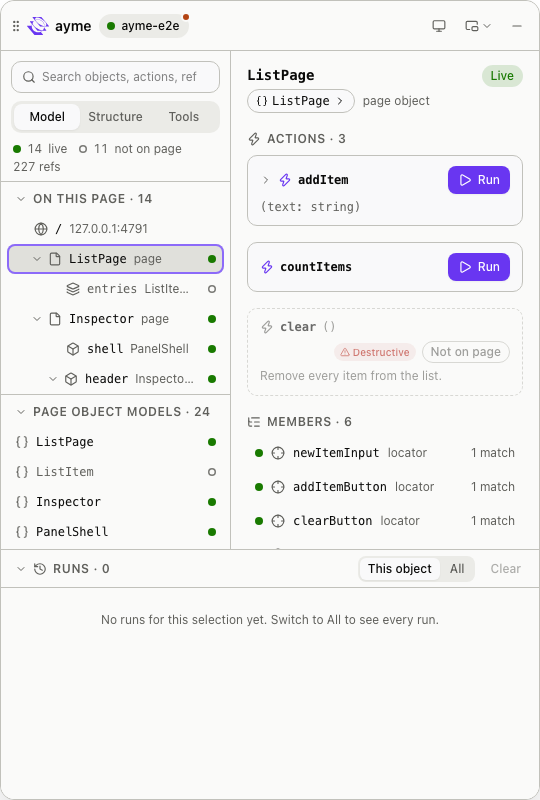 ayme
ayme-e2e
Search objects, actions, ref
Model Structure Tools
14 live 11 not on page
227 refs
ON THIS PAGE · 14
/ 127.0.0.1:4791
ListPage page
entries ListIte...
Inspector page
shell PanelShell
header Inspecto...
PAGE OBJECT MODELS · 24
{} ListPage
{} ListItem
{} Inspector
{} PanelShell
ListPage
Live
{} ListPage > page object
ACTIONS · 3
addItem
Run
(text: string)
countItems
Run
clear ()
Destructive
Not on page
Remove every item from the list.
MEMBERS · 6
newItemInput locator 1 match
addItemButton locator 1 match
clearButton locator 1 match
RUNS · 0
This object All Clear
No runs for this selection yet. Switch to All to see every run.